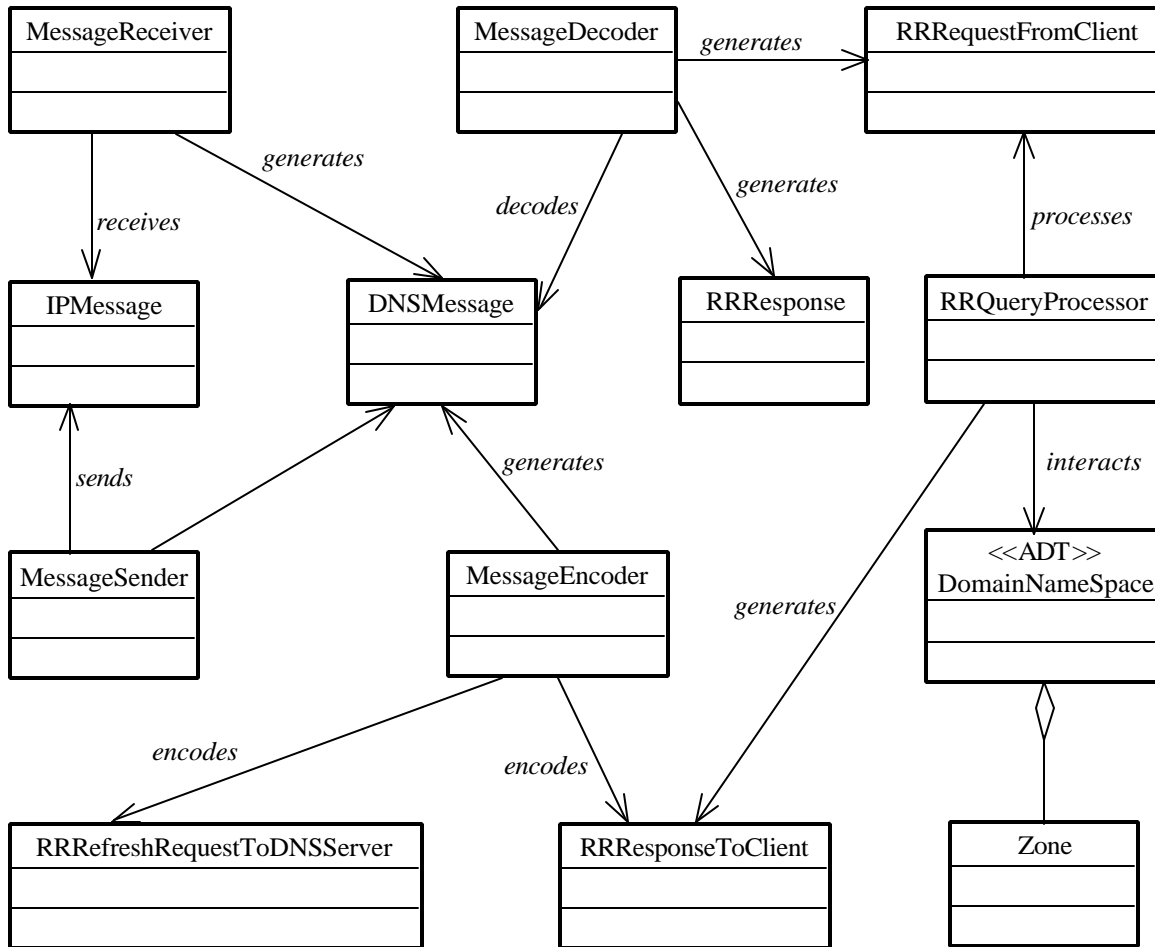 MessageReceiver
MessageDecoder
RRRequestFromClient
generates
generates
generates
decodes
receives
processes
IPMessage
DNSMessage
RRResponse
RRQueryProcessor
generates
interacts
sends
<<ADT>>
DomainNameSpace
MessageSender
MessageEncoder
generates
encodes
encodes
RRRefreshRequestToDNSServer
RRResponseToClient
Zone